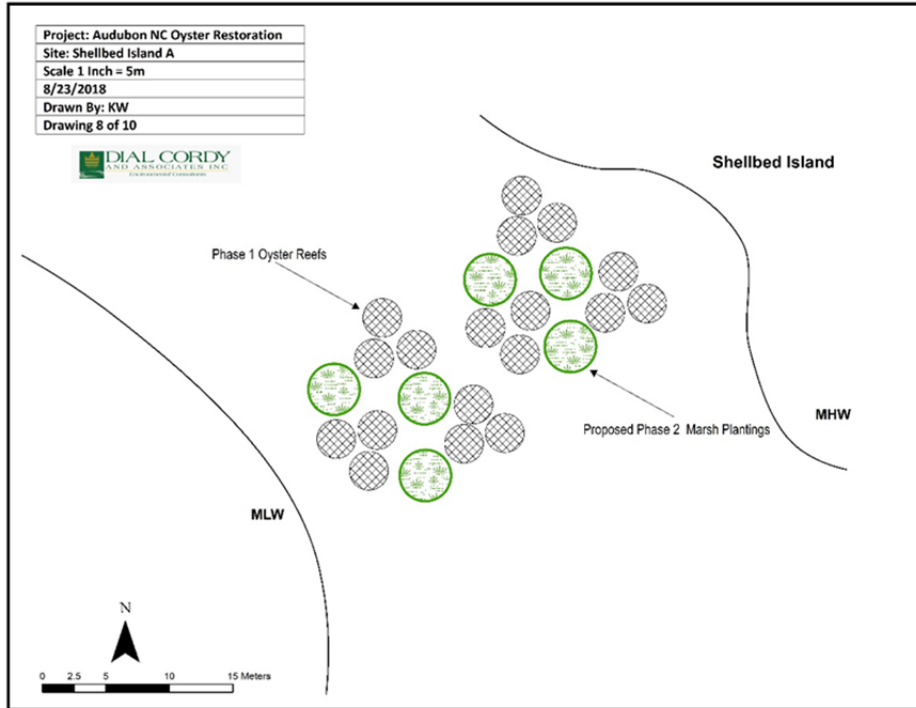 Project: Audubon NC Oyster Restoration
Site: Shellbed Island A
Scale 1 Inch = 5m
8/23/2018
Drawn By: KW
Drawing 8 of 10
DIAL CORDY
AND ASSOCIATES INC
Environmental Consultants
Shellbed Island
Phase 1 Oyster Reefs
Proposed Phase 2 Marsh Plantings
MHW
MLW
N
0 2.5 5 10 15 Meters